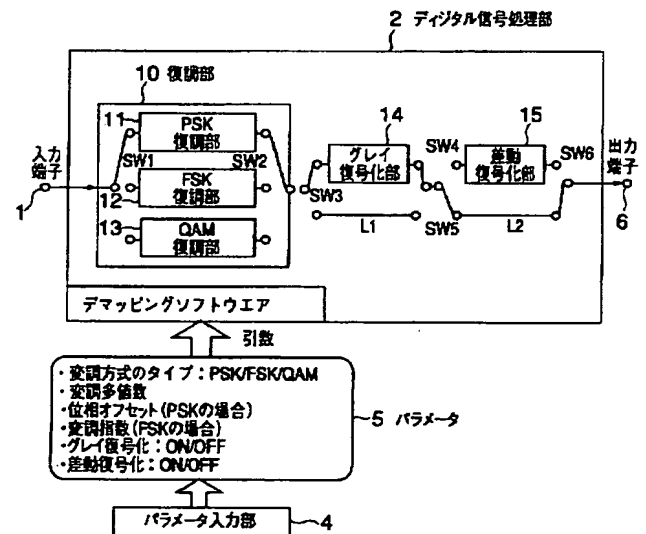 2 ディジタル信号処理部
10 復調部
11
PSK
復調部
SW1
SW2
12
FSK
復調部
13
QAM
復調部
入力
端子
1
14
グレイ
復号化部
SW3
L1
SW4
SW5
15
差動
復号化部
SW6
L2
出力
端子
6
デマッピングソフトウエア
引数
・変調方式のタイプ:PSK/FSK/QAM
・変調多値数
・位相オフセット(PSKの場合)
・変調指数(FSKの場合)
・グレイ復号化:ON/OFF
・差動復号化:ON/OFF
5 パラメータ
パラメータ入力部
4